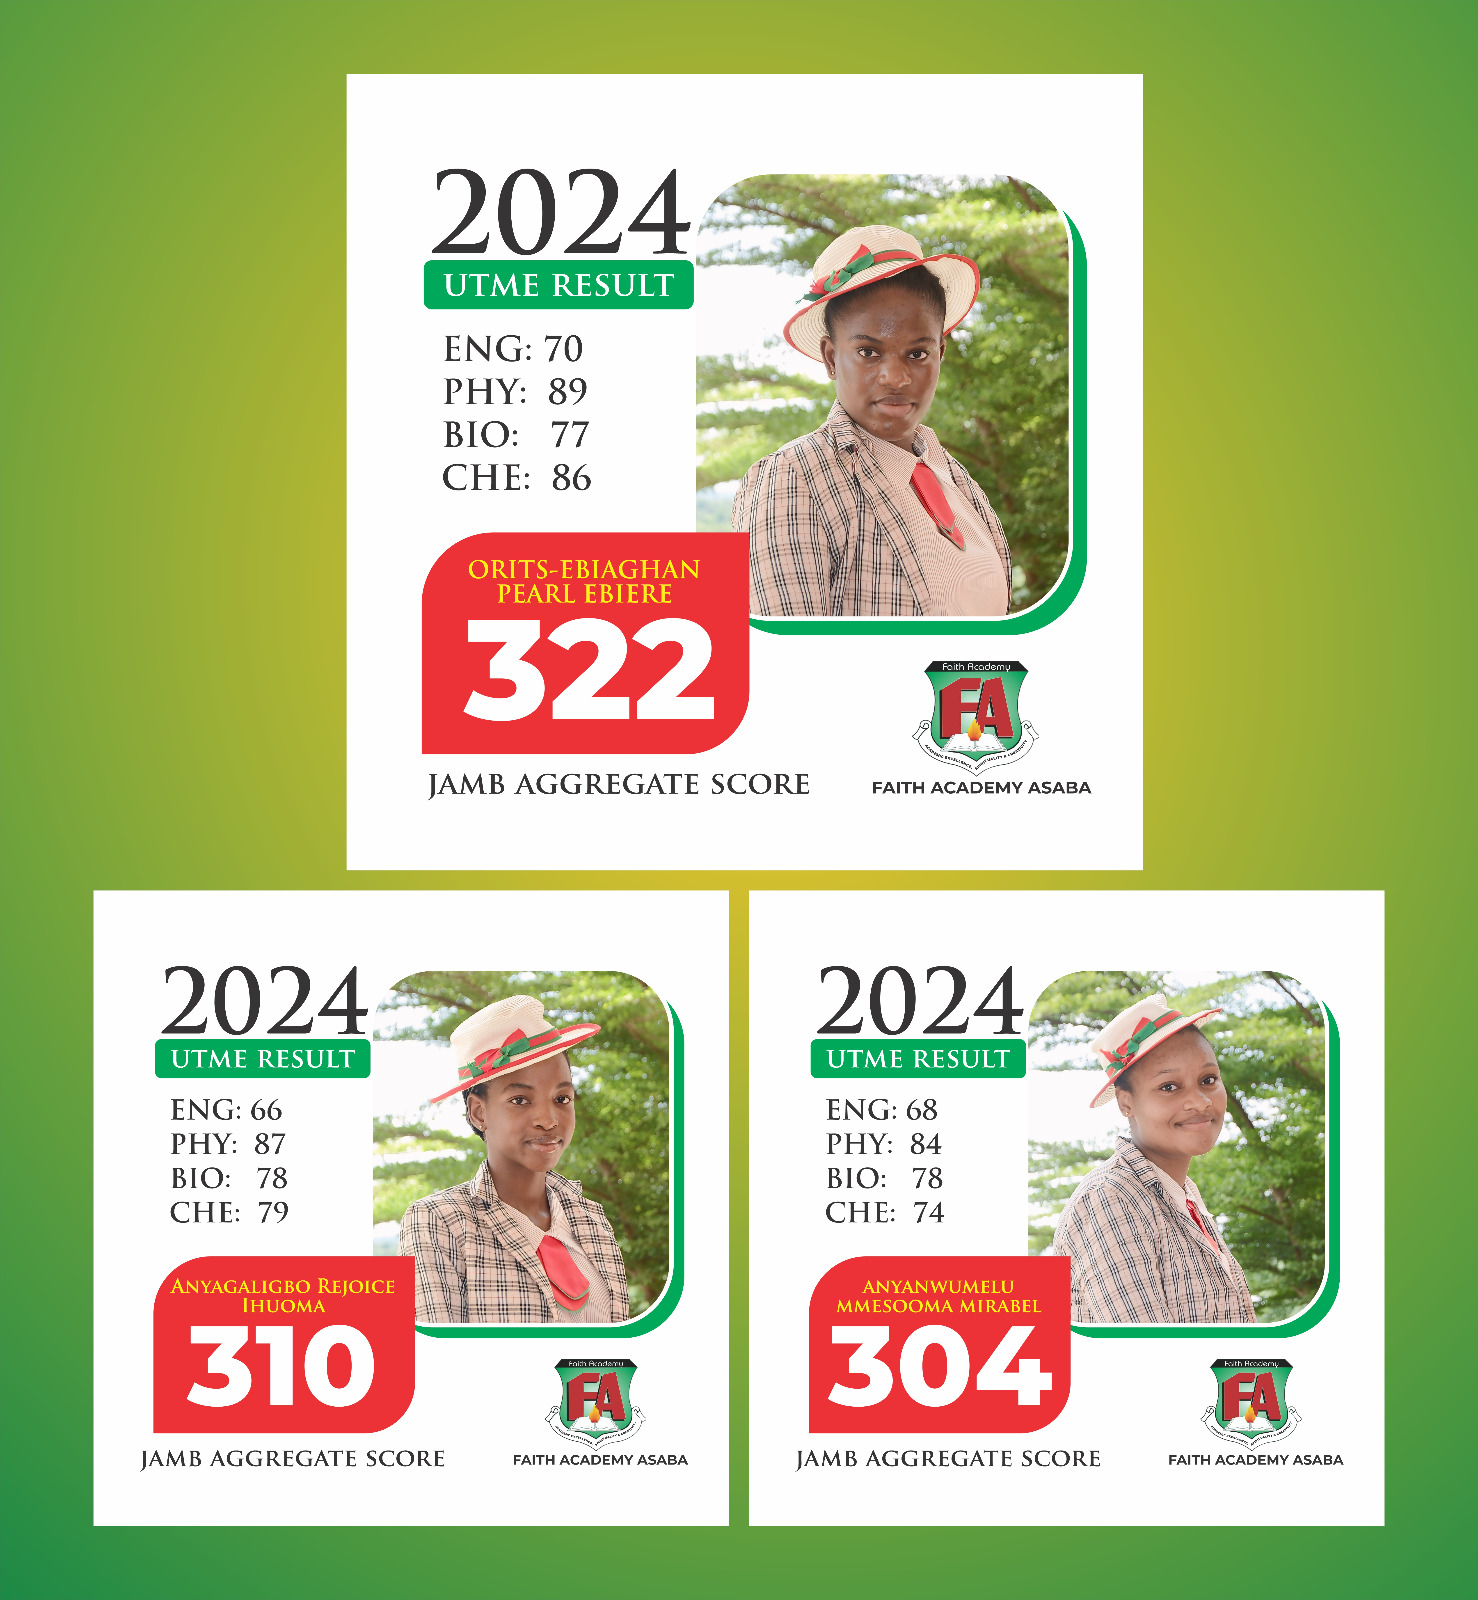 2024
UTME RESULT
ENG: 70
PHY: 89
BIO: 77
CHE: 86
ORITS-EBIAGHAN
PEARL EBIERE
322
JAMB AGGREGATE SCORE
Faith Academy
FA
FAITH ACADEMY ASABA
2024
UTME RESULT
ENG: 66
PHY: 87
BIO: 78
CHE: 79
ANYAGALIGBO REJOICE
IHUOMA
310
JAMB AGGREGATE SCORE
Faith Academy
FA
FAITH ACADEMY ASABA
2024
UTME RESULT
ENG: 68
PHY: 84
BIO: 78
CHE: 74
ANYANWUMELU
MMESOOMA MIRABEL
304
JAMB AGGREGATE SCORE
Faith Academy
FA
FAITH ACADEMY ASABA